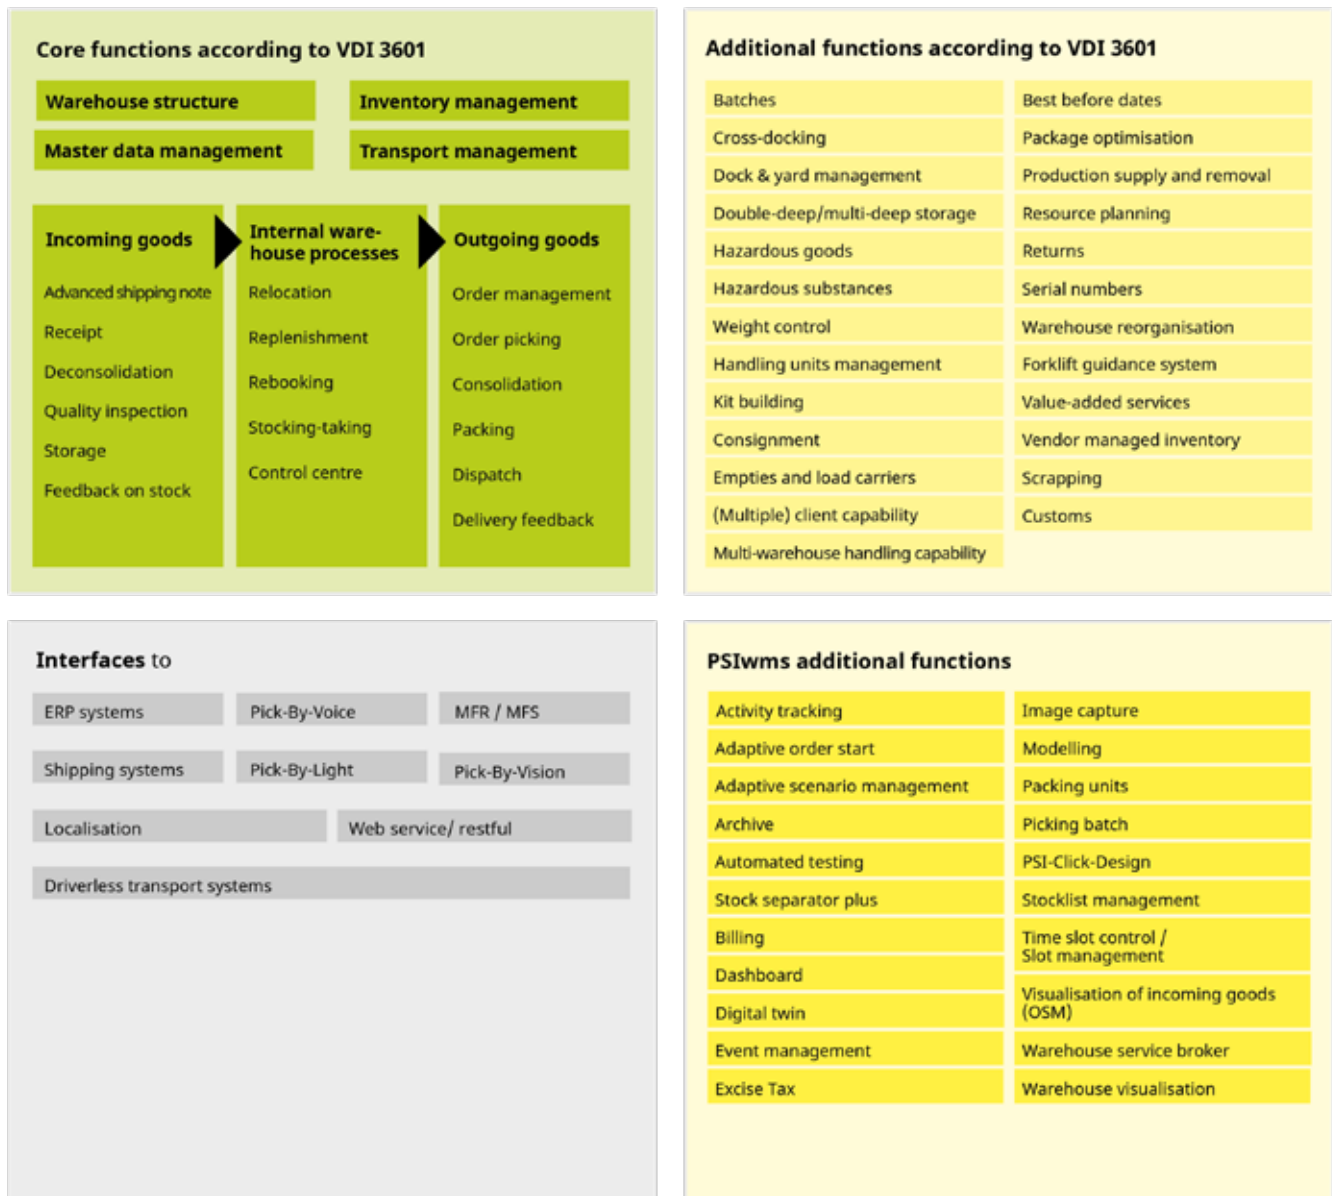 Core functions according to VDI 3601
Warehouse structure
Inventory management
Master data management
Transport management
Incoming goods
Advanced shipping note
Receipt
Deconsolidation
Quality inspection
Storage
Feedback on stock
Internal ware-
house processes
Relocation
Replenishment
Rebooking
Stocking-taking
Control centre
Outgoing goods
Order management
Order picking
Consolidation
Packing
Dispatch
Delivery feedback
Additional functions according to VDI 3601
Batches
Cross-docking
Dock & yard management
Double-deep/multi-deep storage
Hazardous goods
Hazardous substances
Weight control
Handling units management
Kit building
Consignment
Empties and load carriers
(Multiple) client capability
Multi-warehouse handling capability
Best before dates
Package optimisation
Production supply and removal
Resource planning
Returns
Serial numbers
Warehouse reorganisation
Forklift guidance system
Value-added services
Vendor managed inventory
Scrapping
Customs
Interfaces to
ERP systems
Pick-By-Voice
MFR / MFS
Shipping systems
Pick-By-Light
Pick-By-Vision
Localisation
Web service/ restful
Driverless transport systems
PSIwms additional functions
Activity tracking
Adaptive order start
Adaptive scenario management
Archive
Automated testing
Stock separator plus
Billing
Dashboard
Digital twin
Event management
Excise Tax
Image capture
Modelling
Packing units
Picking batch
PSI-Click-Design
Stocklist management
Time slot control /
Slot management
Visualisation of incoming goods
(OSM)
Warehouse service broker
Warehouse visualisation